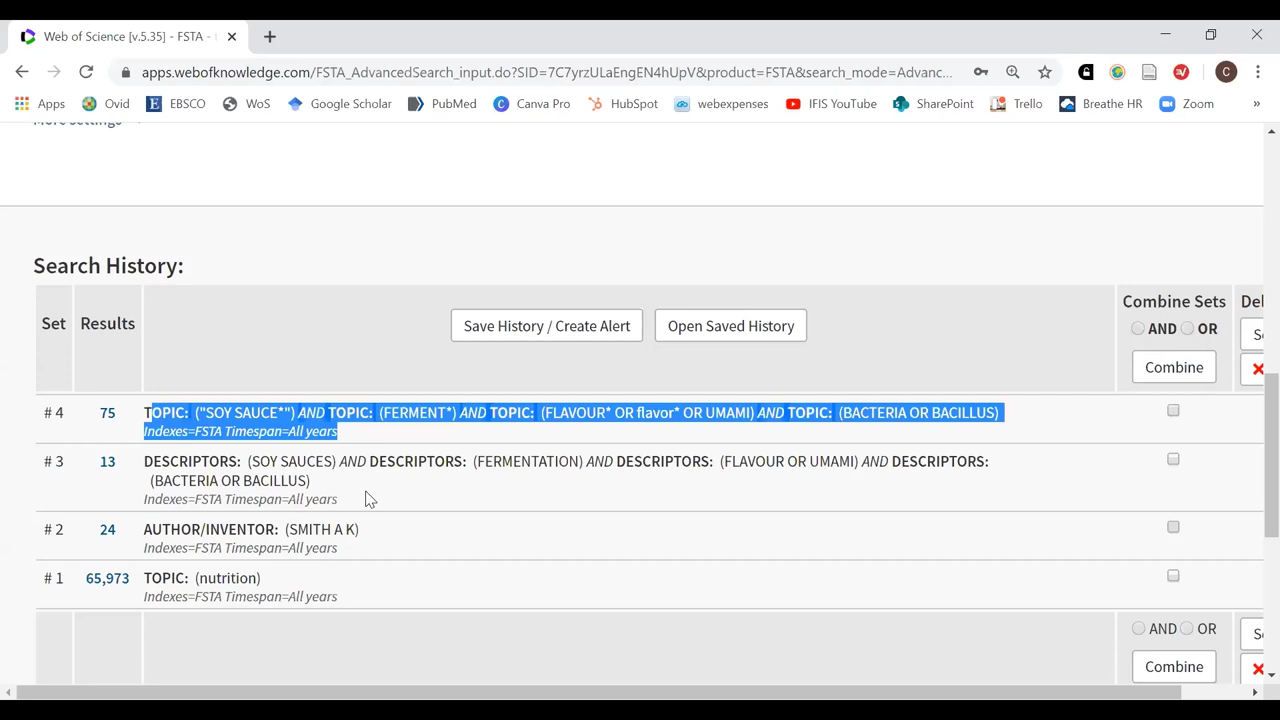 Web of Science [v.5.35] - FSTA -
apps.webofknowledge.com/FSTA_AdvancedSearch_input.do?SID=7C7yrzULaEngEN4hUpV&product=FSTA&search_mode=Advanc...
C
Apps Ovid EBSCO WoS Google Scholar PubMed Canva Pro HubSpot webexpenses IFIS YouTube SharePoint Trello Breathe HR Zoom »
More settings
Search History:
Set Results Save History / Create Alert Open Saved History Combine Sets
AND OR
Combine
# 4 75 TOPIC: ("SOY SAUCE*") AND TOPIC: (FERMENT*) AND TOPIC: (FLAVOUR* OR flavor* OR UMAMI) AND TOPIC: (BACTERIA OR BACILLUS)
Indexes=FSTA Timespan=All years
# 3 13 DESCRIPTORS: (SOY SAUCES) AND DESCRIPTORS: (FERMENTATION) AND DESCRIPTORS: (FLAVOUR OR UMAMI) AND DESCRIPTORS:
(BACTERIA OR BACILLUS)
Indexes=FSTA Timespan=All years
# 2 24 AUTHOR/INVENTOR: (SMITH A K)
Indexes=FSTA Timespan=All years
# 1 65,973 TOPIC: (nutrition)
Indexes=FSTA Timespan=All years
AND OR
Combine